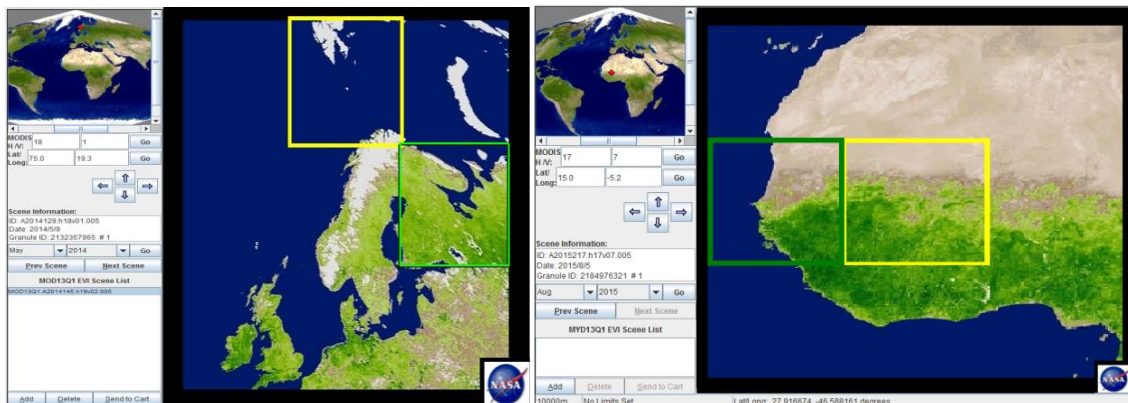 MODIS
H /V: 18 1 Go
Lat/
Long: 75.0 19.3 Go
Scene Information:
ID: A2014129.h18v01.005
Date: 2014/5/9
Granule ID: 2132357965 # 1
May 2014 Go
Prev Scene Next Scene
MOD13Q1 EVI Scene List
MOD13Q1.A2014145.h19v02.005
Add Delete Send to Cart
NASA
MODIS
H /V: 17 7 Go
Lat/
Long: 15.0 -5.2 Go
Scene Information:
ID: A2015217.h17v07.005
Date: 2015/8/5
Granule ID: 2184976321 # 1
Aug 2015 Go
Prev Scene Next Scene
MYD13Q1 EVI Scene List
Add Delete Send to Cart
10000m No Limits Set Lat/Long: 27.916674, -46.588161 degrees
NASA